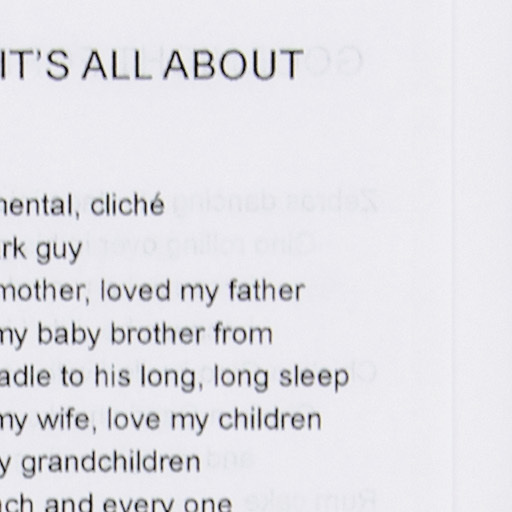 IT'S ALL ABOUT
mental, cliché
rk guy
mother, loved my father
my baby brother from
adle to his long, long sleep
my wife, love my children
y grandchildren
ach and every one